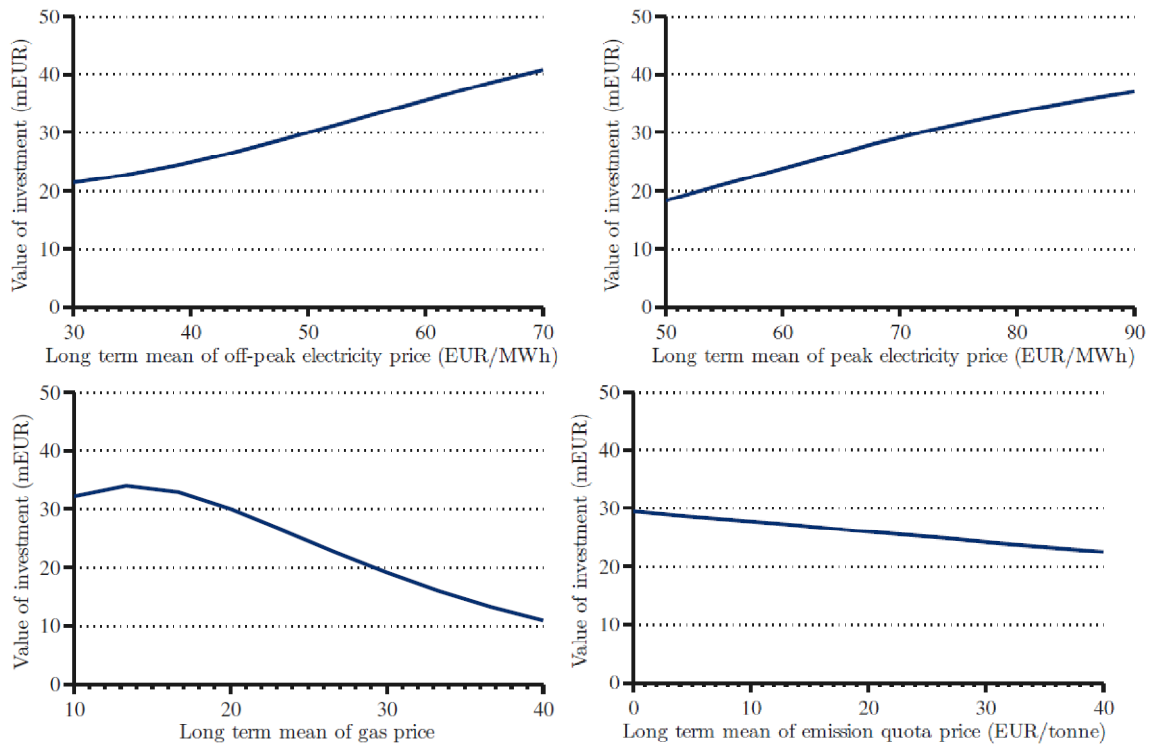 Value of investment (mEUR)
50
40
30
20
10
0
30 40 50 60 70
Long term mean of off-peak electricity price (EUR/MWh)
Value of investment (mEUR)
50
40
30
20
10
0
50 60 70 80 90
Long term mean of peak electricity price (EUR/MWh)
Value of investment (mEUR)
50
40
30
20
10
0
10 20 30 40
Long term mean of gas price
Value of investment (mEUR)
50
40
30
20
10
0
0 10 20 30 40
Long term mean of emission quota price (EUR/tonne)